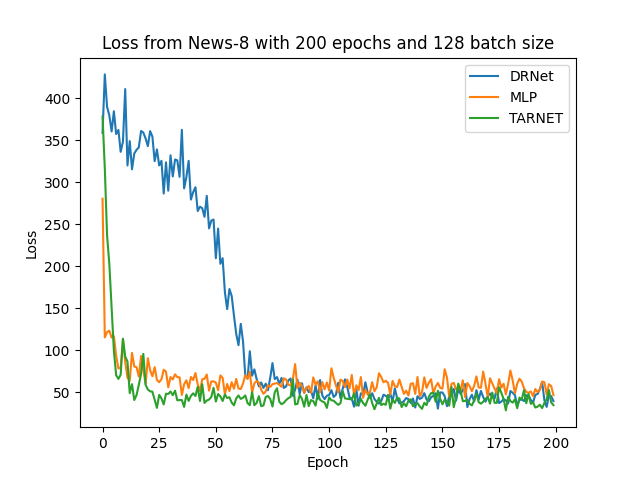 Loss from News-8 with 200 epochs and 128 batch size
DRNet
MLP
TARNET
400
350
300
250
200
150
100
50
Loss
0 25 50 75 100 125 150 175 200
Epoch